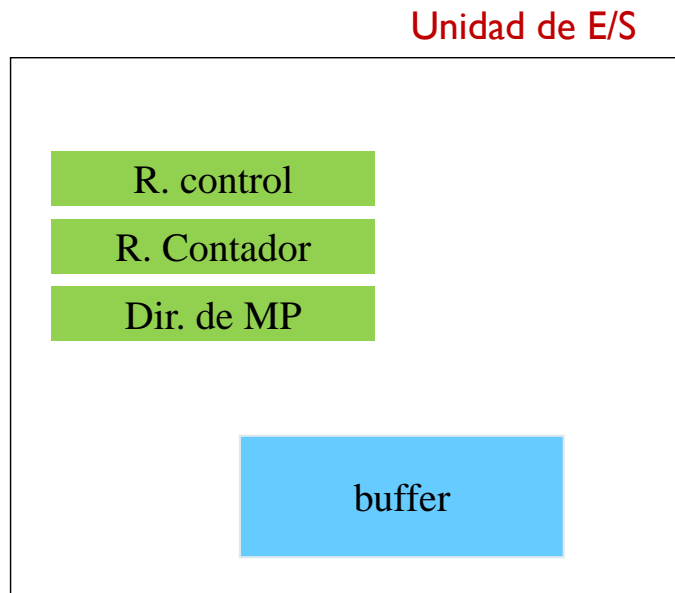 Unidad de E/S
R. control
R. Contador
Dir. de MP
buffer